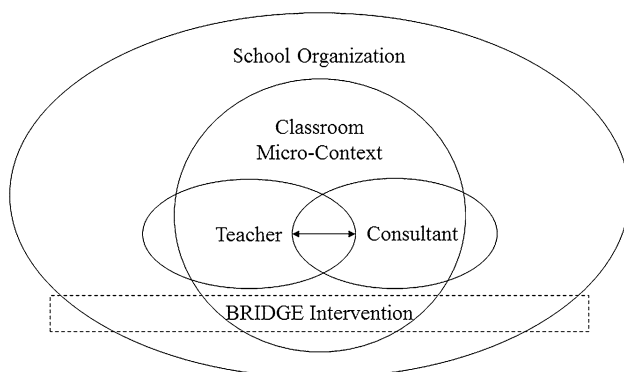 School Organization
Classroom
Micro-Context
Teacher
Consultant
BRIDGE Intervention